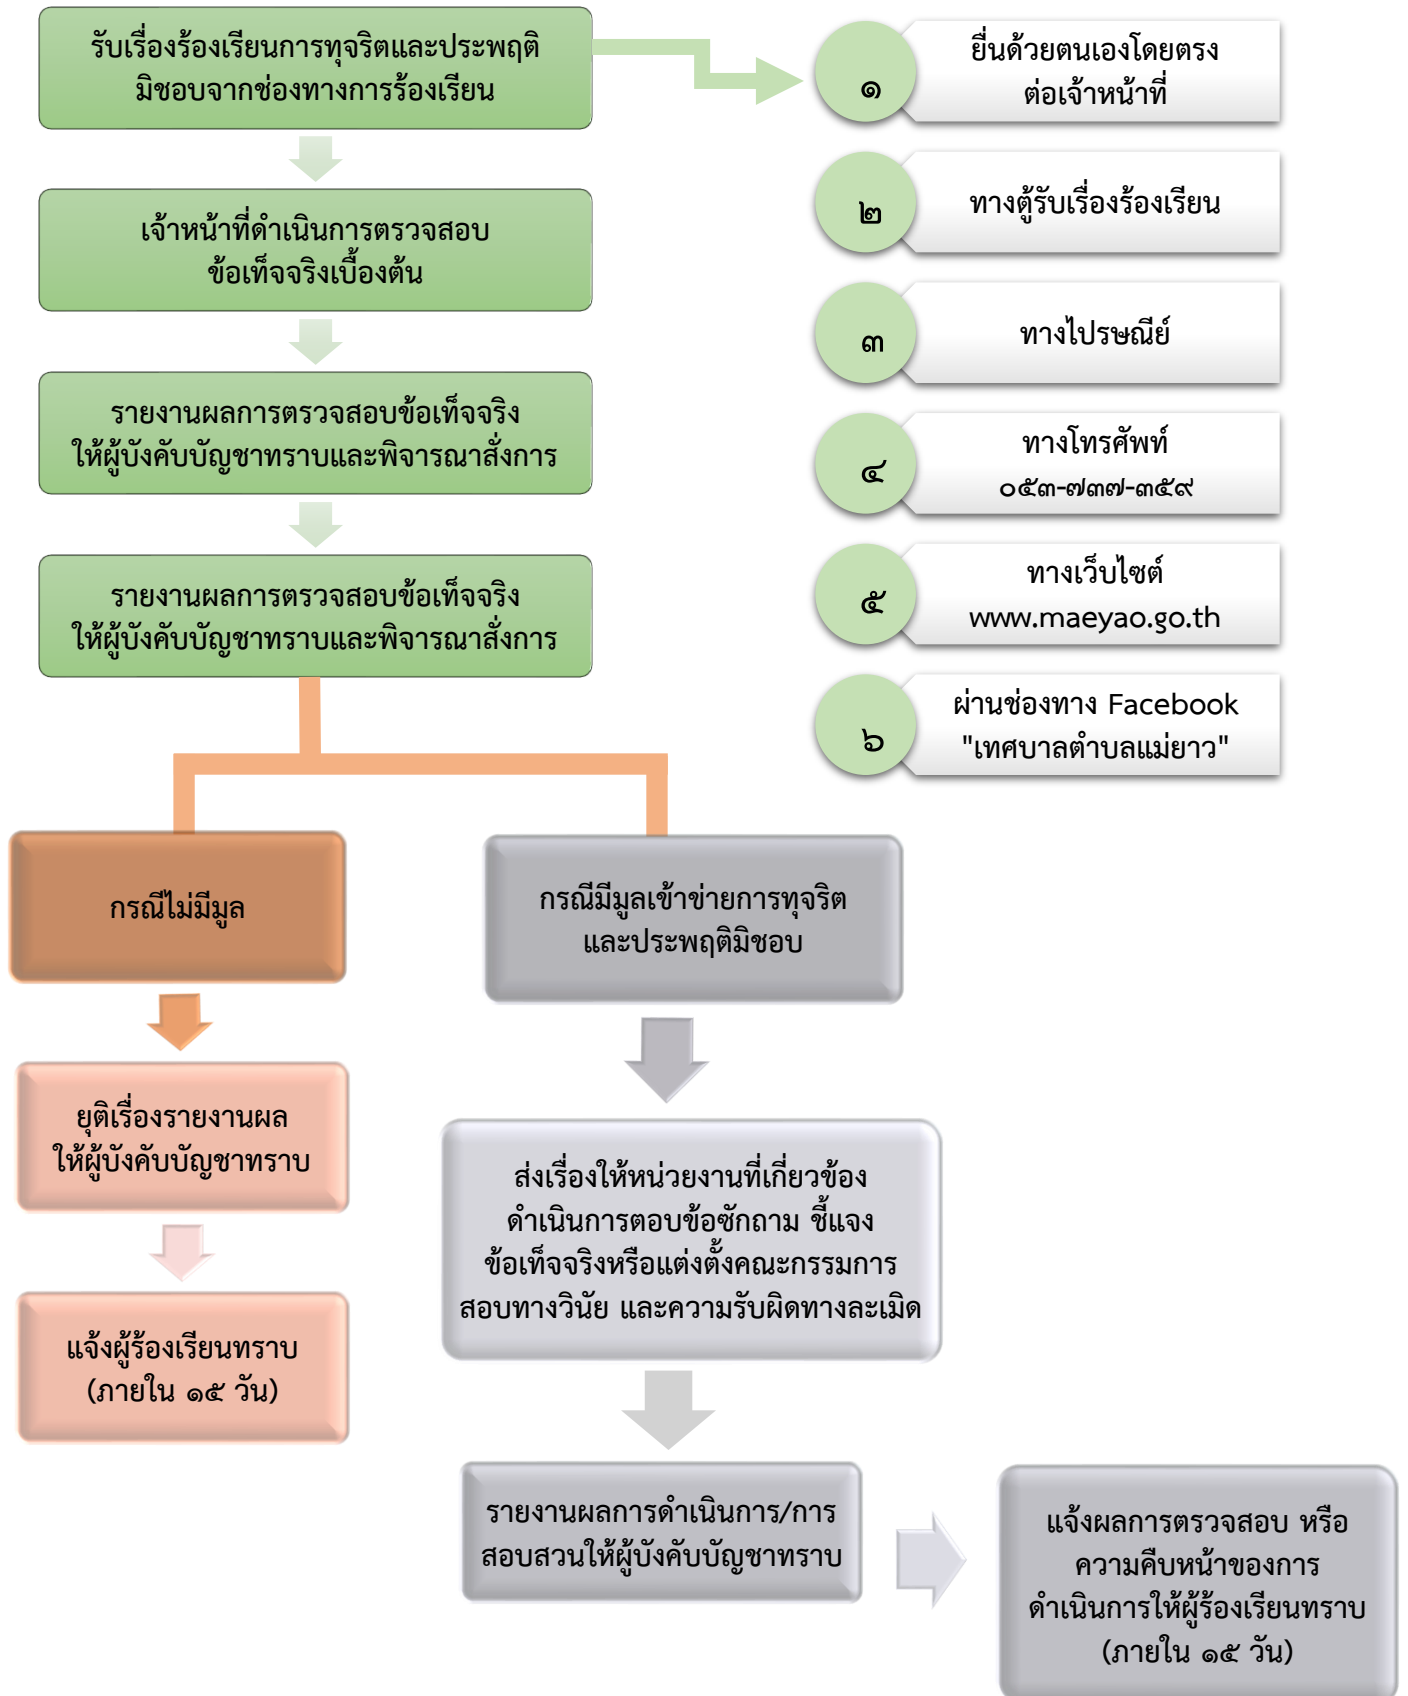 รับเรื่องร้องเรียนการทุจริตและประพฤติ
มิชอบจากช่องทางการร้องเรียน
เจ้าหน้าที่ดำเนินการตรวจสอบ
ข้อเท็จจริงเบื้องต้น
รายงานผลการตรวจสอบข้อเท็จจริง
ให้ผู้บังคับบัญชาทราบและพิจารณาสั่งการ
รายงานผลการตรวจสอบข้อเท็จจริง
ให้ผู้บังคับบัญชาทราบและพิจารณาสั่งการ
๑
ยื่นด้วยตนเองโดยตรง
ต่อเจ้าหน้าที่
๒
ทางตู้รับเรื่องร้องเรียน
๓
ทางไปรษณีย์
๔
ทางโทรศัพท์
๐๕๓-๗๓๗-๓๕๙
๕
ทางเว็บไซต์
www.maeyao.go.th
๖
ผ่านช่องทาง Facebook
"เทศบาลตำบลแม่ยาว"
กรณีไม่มีมูล
ยุติเรื่องรายงานผล
ให้ผู้บังคับบัญชาทราบ
แจ้งผู้ร้องเรียนทราบ
(ภายใน ๑๕ วัน)
กรณีมีมูลเข้าข่ายการทุจริต
และประพฤติมิชอบ
ส่งเรื่องให้หน่วยงานที่เกี่ยวข้อง
ดำเนินการตอบข้อซักถาม ชี้แจง
ข้อเท็จจริงหรือแต่งตั้งคณะกรรมการ
สอบทางวินัย และความรับผิดทางละเมิด
รายงานผลการดำเนินการ/การ
สอบสวนให้ผู้บังคับบัญชาทราบ
แจ้งผลการตรวจสอบ หรือ
ความคืบหน้าของการ
ดำเนินการให้ผู้ร้องเรียนทราบ
(ภายใน ๑๕ วัน)